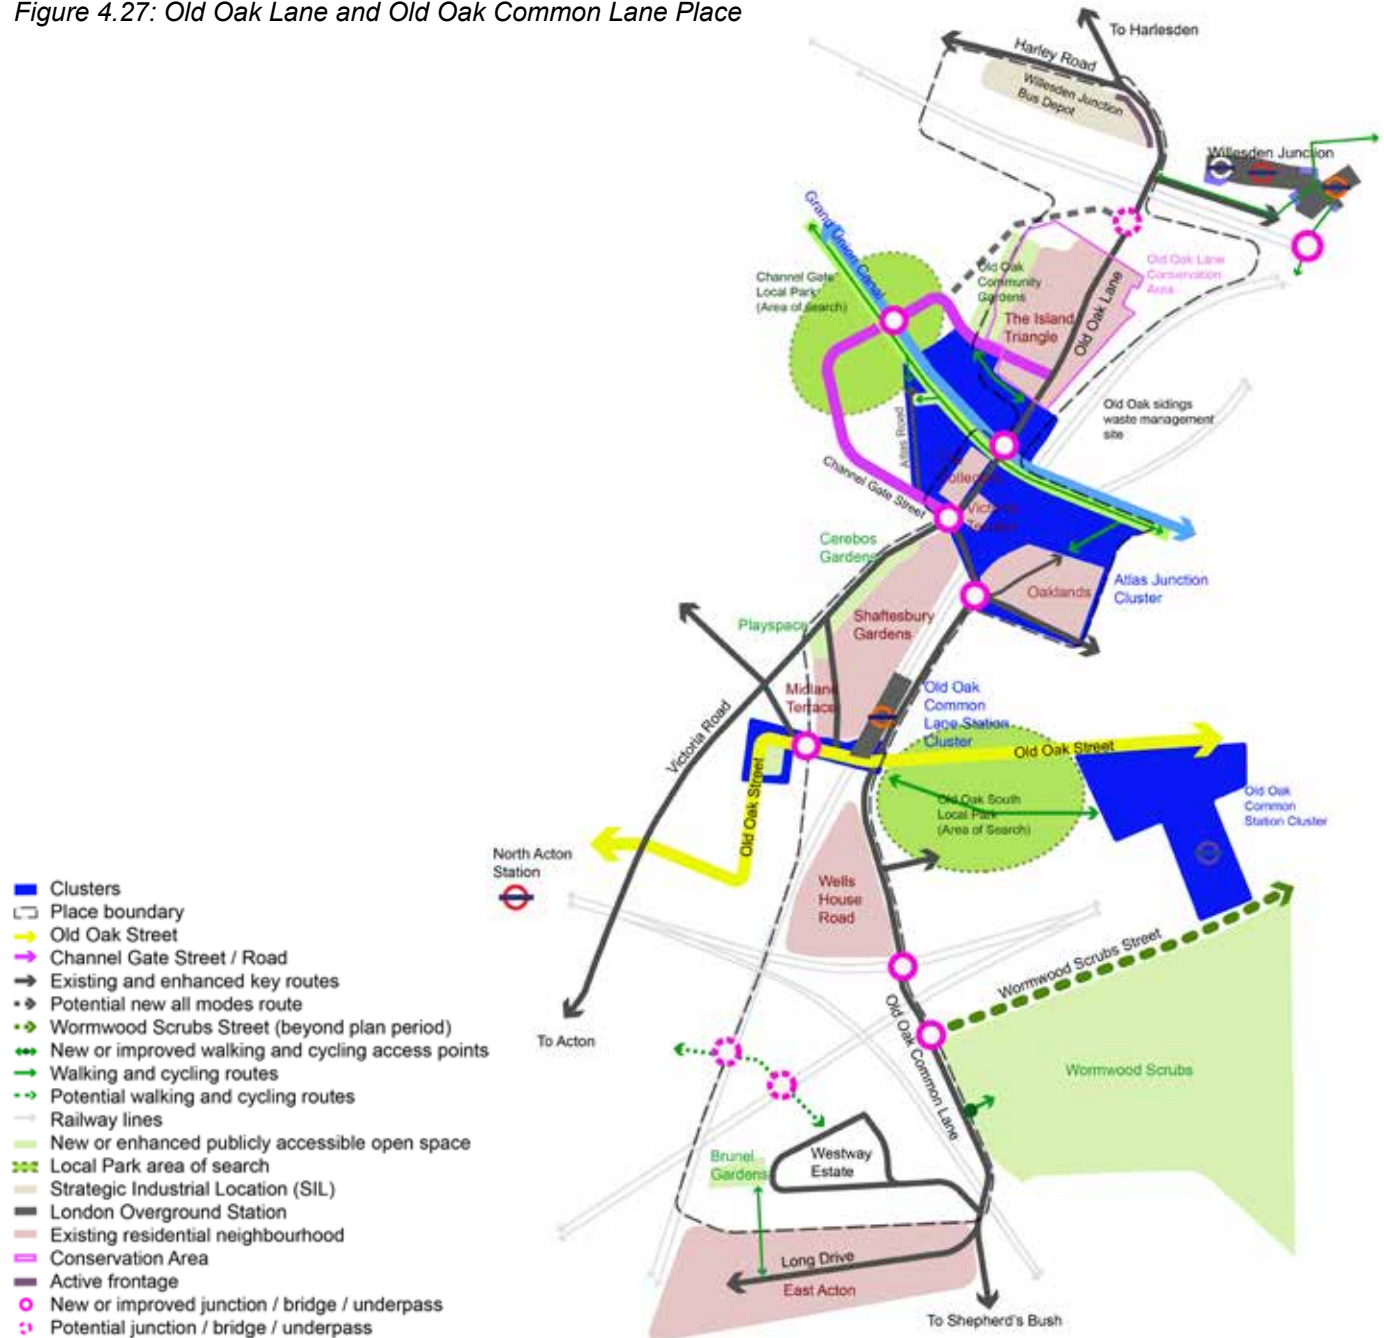 Figure 4.27: Old Oak Lane and Old Oak Common Lane Place
To Harlesden
Harley Road
Willesden Junction
Bus Depot
Willesden Junction
Grand Union Canal
Channel Gate
Local Park
(Area of search)
Old Oak
Community
Gardens
Old Oak Lane
Conservation
Area
The Island
Triangle
Old Oak Lane
Old Oak sidings
waste management
site
Atlas Road
Channel Gate Street
Cerebos
Gardens
Oaklands
Atlas Junction
Cluster
Shaftesbury
Gardens
Playspace
Midland
Terrace
Old Oak
Common
Lane Station
Cluster
Victoria Road
Old Oak Street
Old Oak Street
Old Oak South
Local Park
(Area of Search)
Old Oak
Common
Station Cluster
North Acton
Station
Wells
House
Road
Wormwood Scrubs Street
To Acton
Old Oak Common Lane
Wormwood Scrubs
Brunel
Gardens
Westway
Estate
Long Drive
East Acton
To Shepherd's Bush
Clusters
Place boundary
Old Oak Street
Channel Gate Street / Road
Existing and enhanced key routes
Potential new all modes route
Wormwood Scrubs Street (beyond plan period)
New or improved walking and cycling access points
Walking and cycling routes
Potential walking and cycling routes
Railway lines
New or enhanced publicly accessible open space
Local Park area of search
Strategic Industrial Location (SIL)
London Overground Station
Existing residential neighbourhood
Conservation Area
Active frontage
New or improved junction / bridge / underpass
Potential junction / bridge / underpass